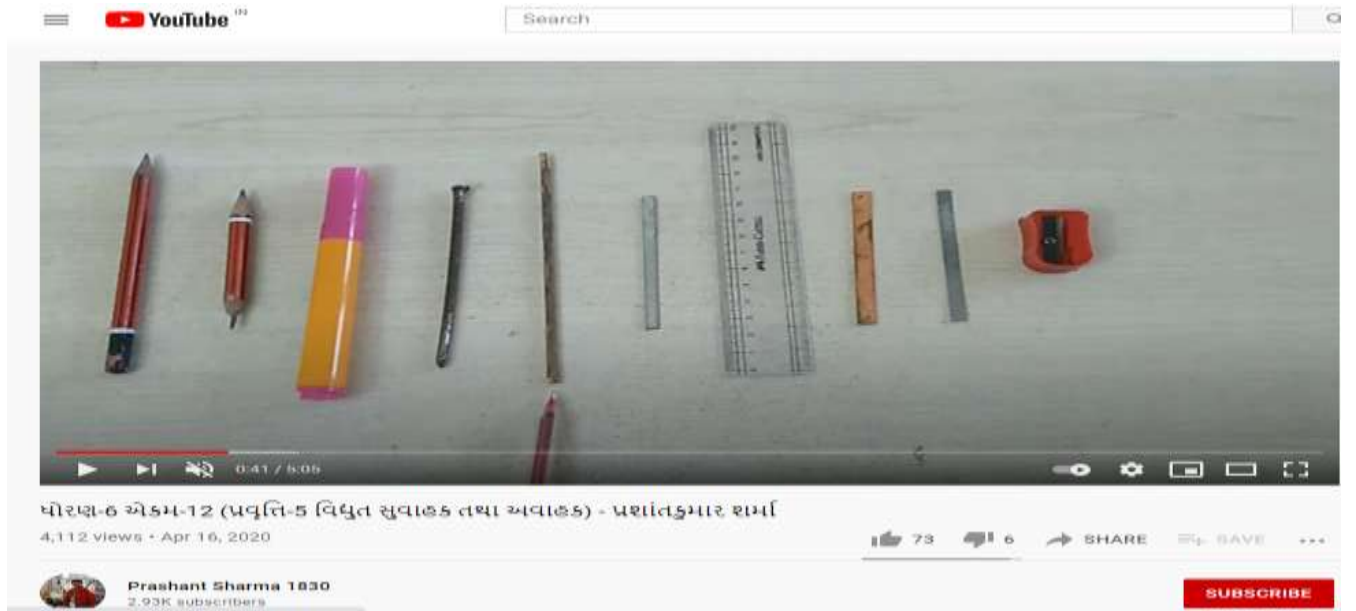 YouTube IN
Search
0:41 / 5:05
ધોરણ-6 એકમ-12 (પ્રવૃત્તિ-5 વિધુત સુવાહક તથા અવાહક) - પ્રશાંતકુમાર શર્મા
4,112 views • Apr 16, 2020
73 6 SHARE SAVE
Prashant Sharma 1830
2.93K subscribers
SUBSCRIBE